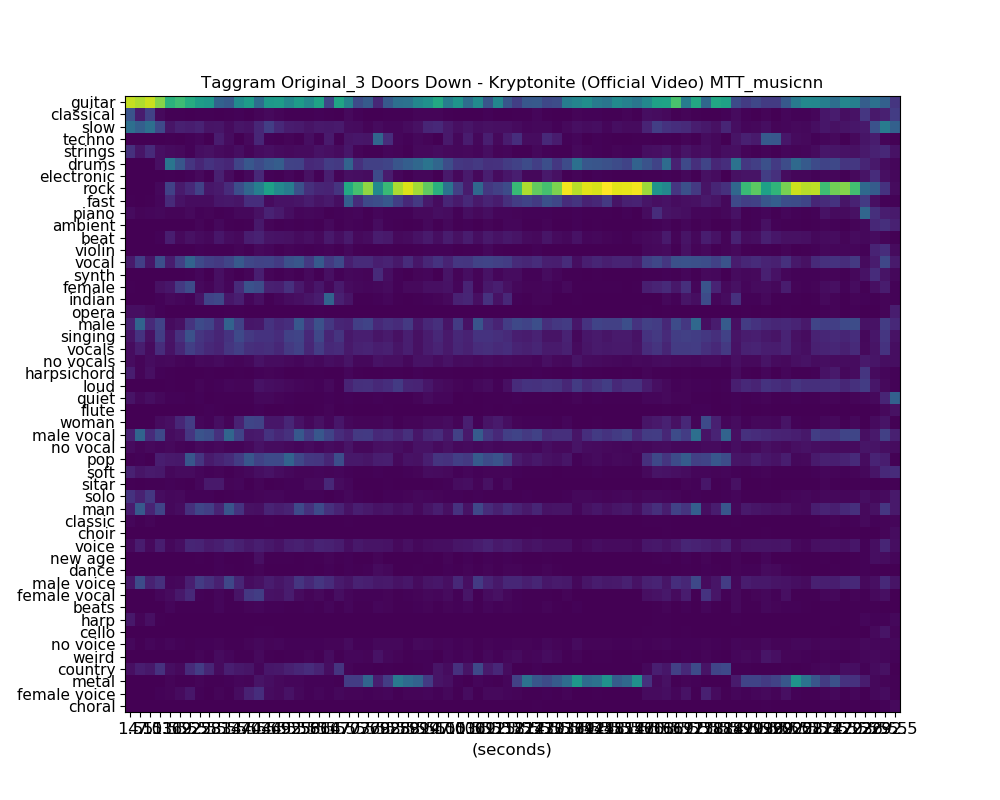 Taggram Original_3 Doors Down - Kryptonite (Official Video) MTT_musicnn
guitar
classical
slow
techno
strings
drums
electronic
rock
fast
piano
ambient
beat
violin
vocal
synth
female
indian
opera
male
singing
vocals
no vocals
harpsichord
loud
quiet
flute
woman
male vocal
no vocal
pop
soft
sitar
solo
man
classic
choir
voice
new age
dance
male voice
female vocal
beats
harp
cello
no voice
weird
country
metal
female voice
choral
(seconds)